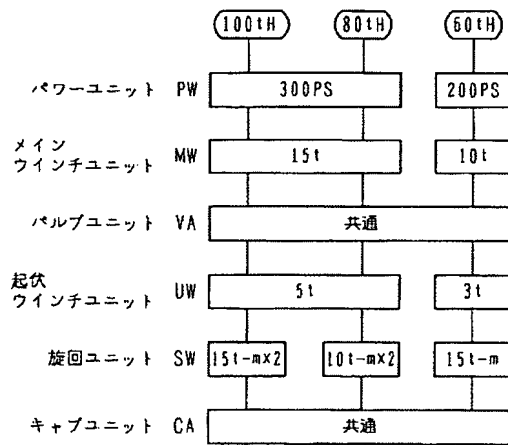 100tH 80tH 60tH
パワーユニット PW 300PS 200PS
メイン
ウインチユニット MW 15t 10t
バルブユニット VA 共通
起伏
ウインチユニット UW 5t 3t
旋回ユニット SW 15t-m×2 10t-m×2 15t-m
キャブユニット CA 共通